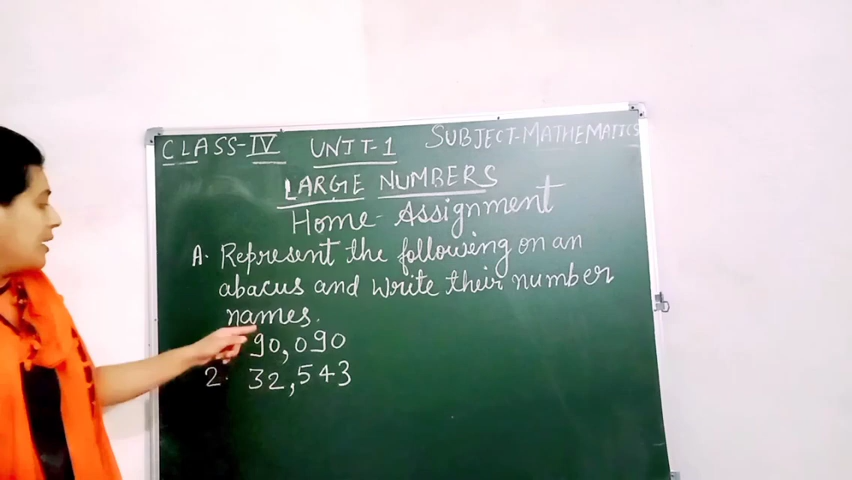 CLASS-IV UNIT-1 SUBJECT-MATHEMATICS
LARGE NUMBERS
Home-Assignment
A. Represent the following on an
abacus and write their number
names.
90,090
2. 32,543